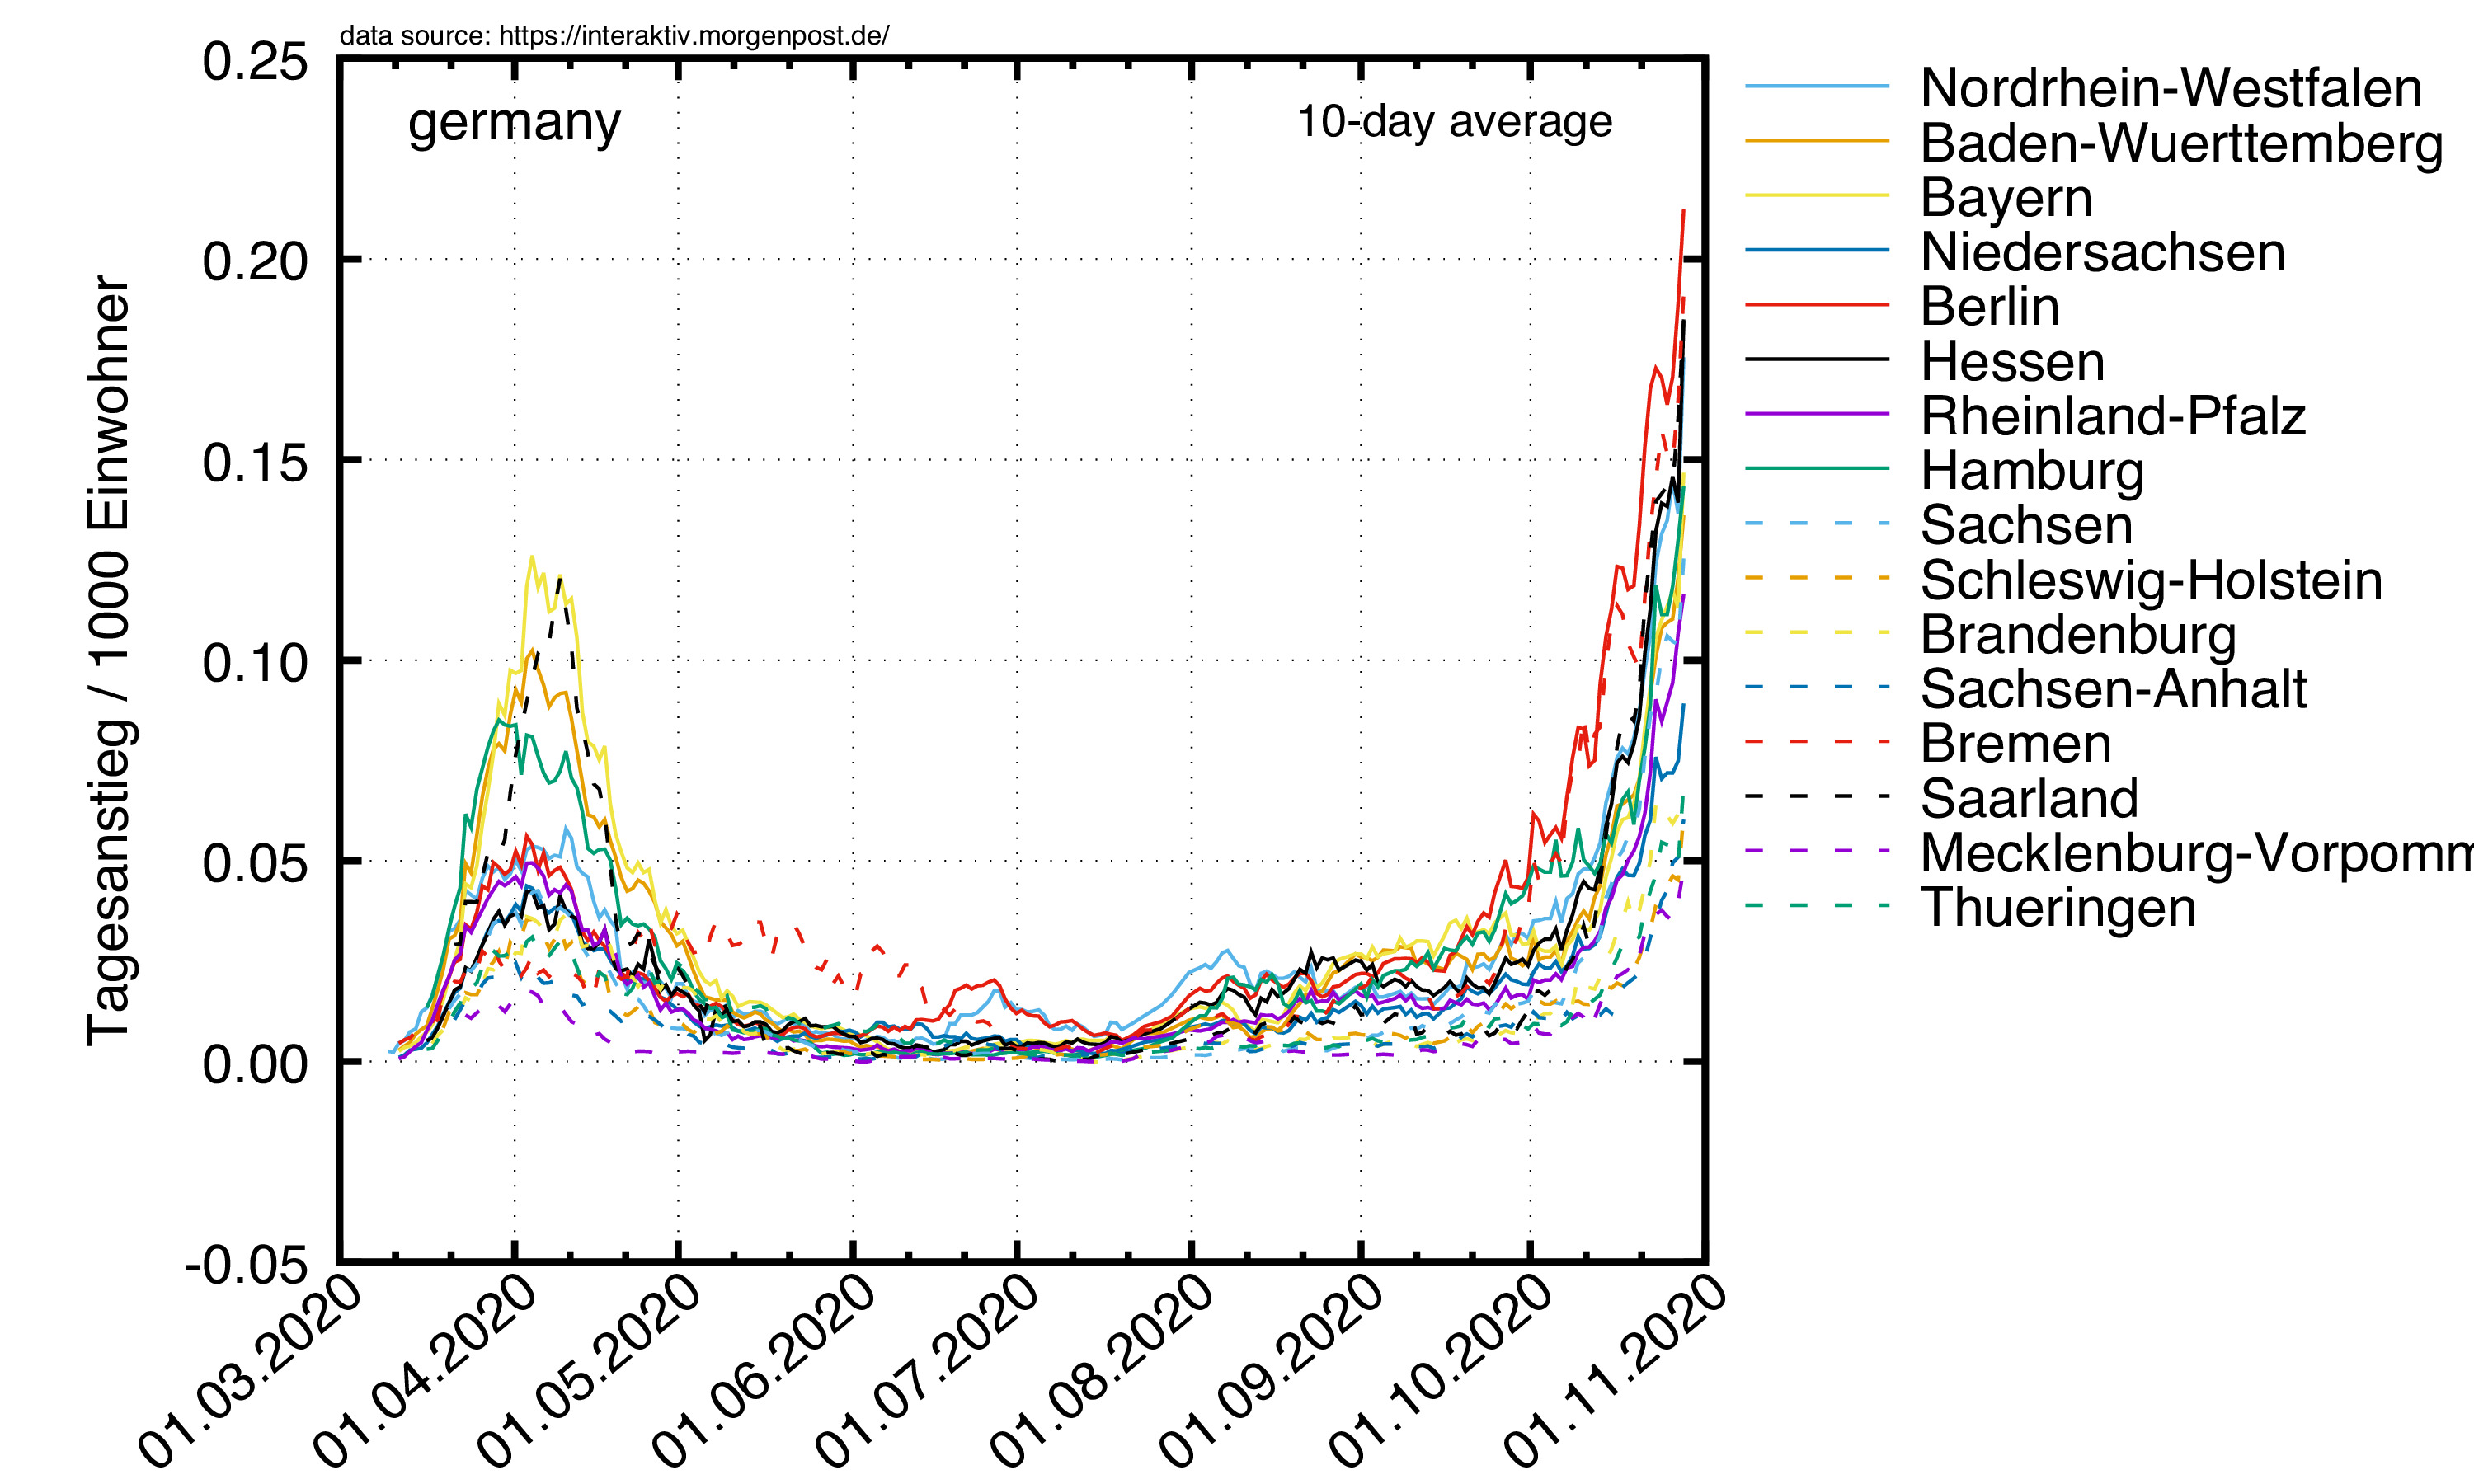 data source: https://interaktiv.morgenpost.de/
germany
10-day average
Tagesanstieg / 1000 Einwohner
0.25
0.20
0.15
0.10
0.05
0.00
-0.05
01.03.2020
01.04.2020
01.05.2020
01.06.2020
01.07.2020
01.08.2020
01.09.2020
01.10.2020
01.11.2020
Nordrhein-Westfalen
Baden-Wuerttemberg
Bayern
Niedersachsen
Berlin
Hessen
Rheinland-Pfalz
Hamburg
Sachsen
Schleswig-Holstein
Brandenburg
Sachsen-Anhalt
Bremen
Saarland
Mecklenburg-Vorpomm
Thueringen